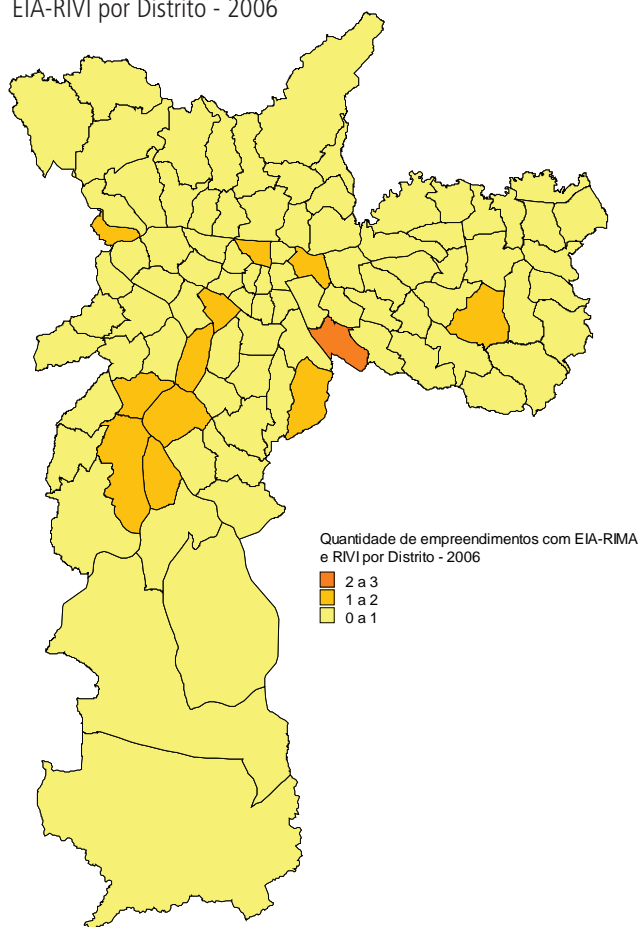 EIA-RIVI por Distrito - 2006
Quantidade de empreendimentos com EIA-RIMA
e RIVI por Distrito - 2006
2 a 3
1 a 2
0 a 1